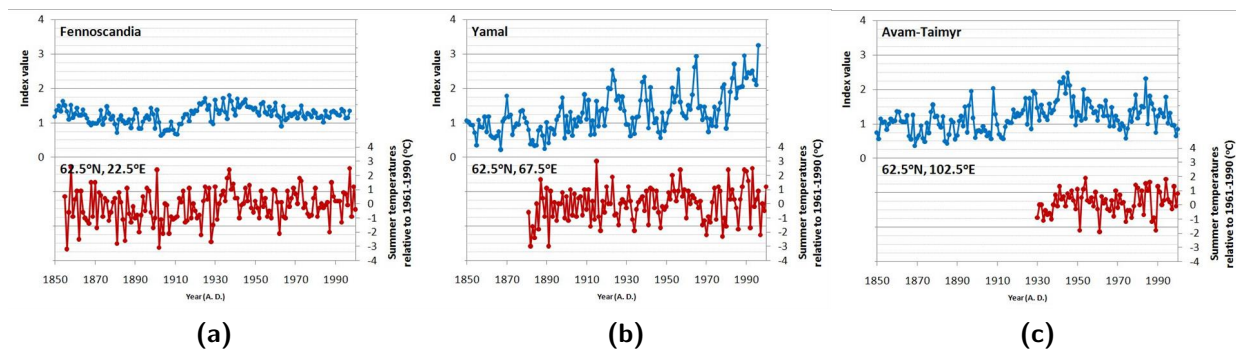 Fennoscandia
4
3
2
1
0
Index value
62.5ºN, 22.5ºE
4
3
2
1
0
-1
-2
-3
-4
Summer temperatures
relative to 1961-1990 (ºC)
1850 1870 1890 1910 1930 1950 1970 1990
Year (A. D.)
(a)
Yamal
4
3
2
1
0
Index value
62.5ºN, 67.5ºE
4
3
2
1
0
-1
-2
-3
-4
Summer temperatures
relative to 1961-1990 (ºC)
1850 1870 1890 1910 1930 1950 1970 1990
Year (A. D.)
(b)
Avam-Taimyr
4
3
2
1
0
Index value
62.5ºN, 102.5ºE
4
3
2
1
0
-1
-2
-3
-4
Summer temperatures
relative to 1961-1990 (ºC)
1850 1870 1890 1910 1930 1950 1970 1990
Year (A. D.)
(c)